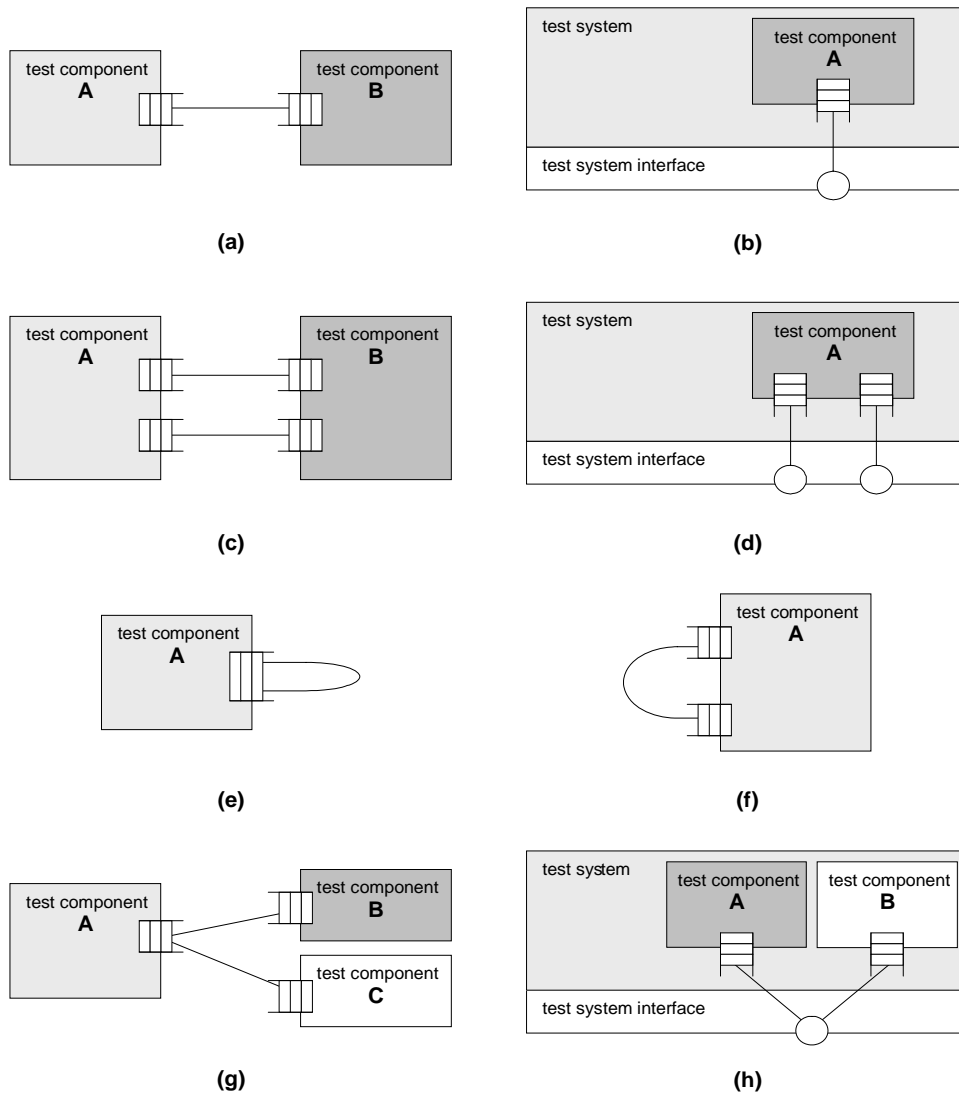 test component
A
test component
B
(a)
test system
test component
A
test system interface
(b)
test component
A
test component
B
(c)
test system
test component
A
test system interface
(d)
test component
A
(e)
test component
A
(f)
test component
A
test component
B
test component
C
(g)
test system
test component
A
test component
B
test system interface
(h)